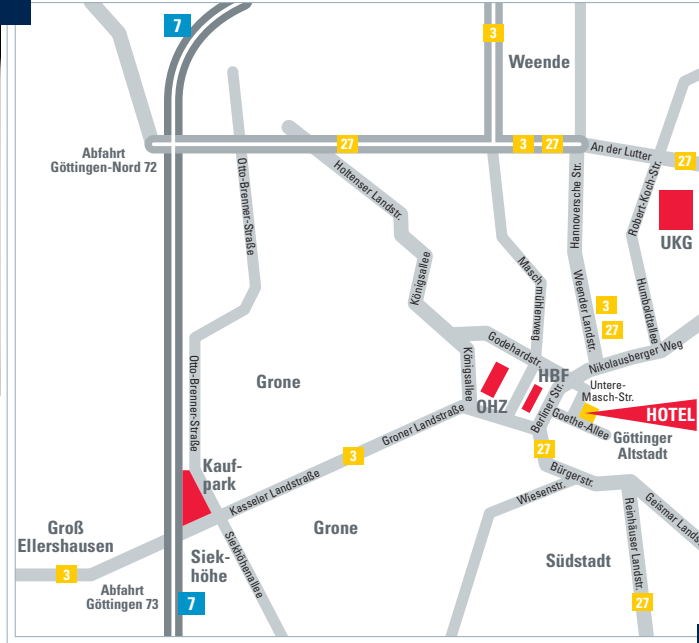 7
3
Weende
27
3
27
An der Lutter
27
Abfahrt
Göttingen-Nord 72
Otto-Brenner-Straße
Holtenser Landstr.
Hannoversche Str.
Robert-Koch-Str.
UKG
Königsallee
Maschmühlenweg
Weender Landstr.
Humboldtallee
3
27
Godehardstr.
Nikolausberger Weg
Otto-Brenner-Straße
Grone
Königsallee
OHZ
HBF
Berliner Str.
Untere-
Masch-Str.
HOTEL
Goethe-Allee
Göttinger
Altstadt
Groner Landstraße
3
27
Kauf-
park
Kasseler Landstraße
Bürgerstr.
Wiesenstr.
Reinhäuser Landstr.
Geismar Lands
Groß
Ellershausen
Grone
Siekhöhenallee
Siek-
höhe
Südstadt
3
Abfahrt
Göttingen 73
7
27